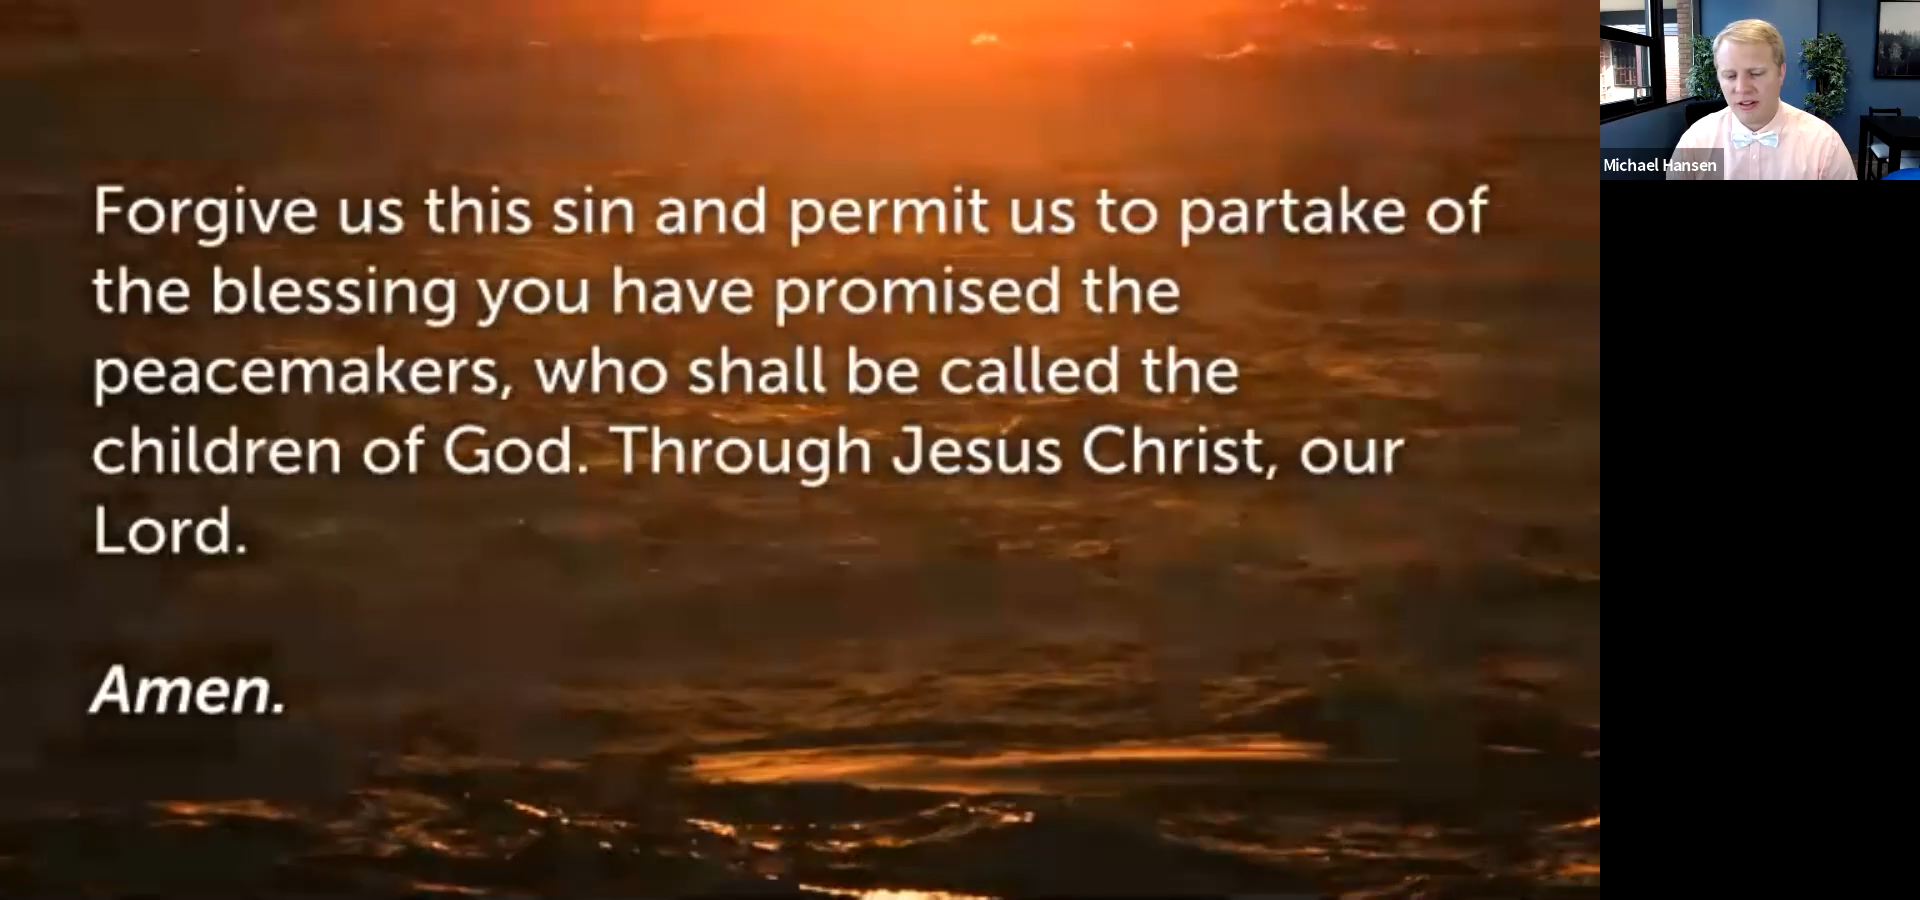 Forgive us this sin and permit us to partake of
the blessing you have promised the
peacemakers, who shall be called the
children of God. Through Jesus Christ, our
Lord.
Amen.
Michael Hansen